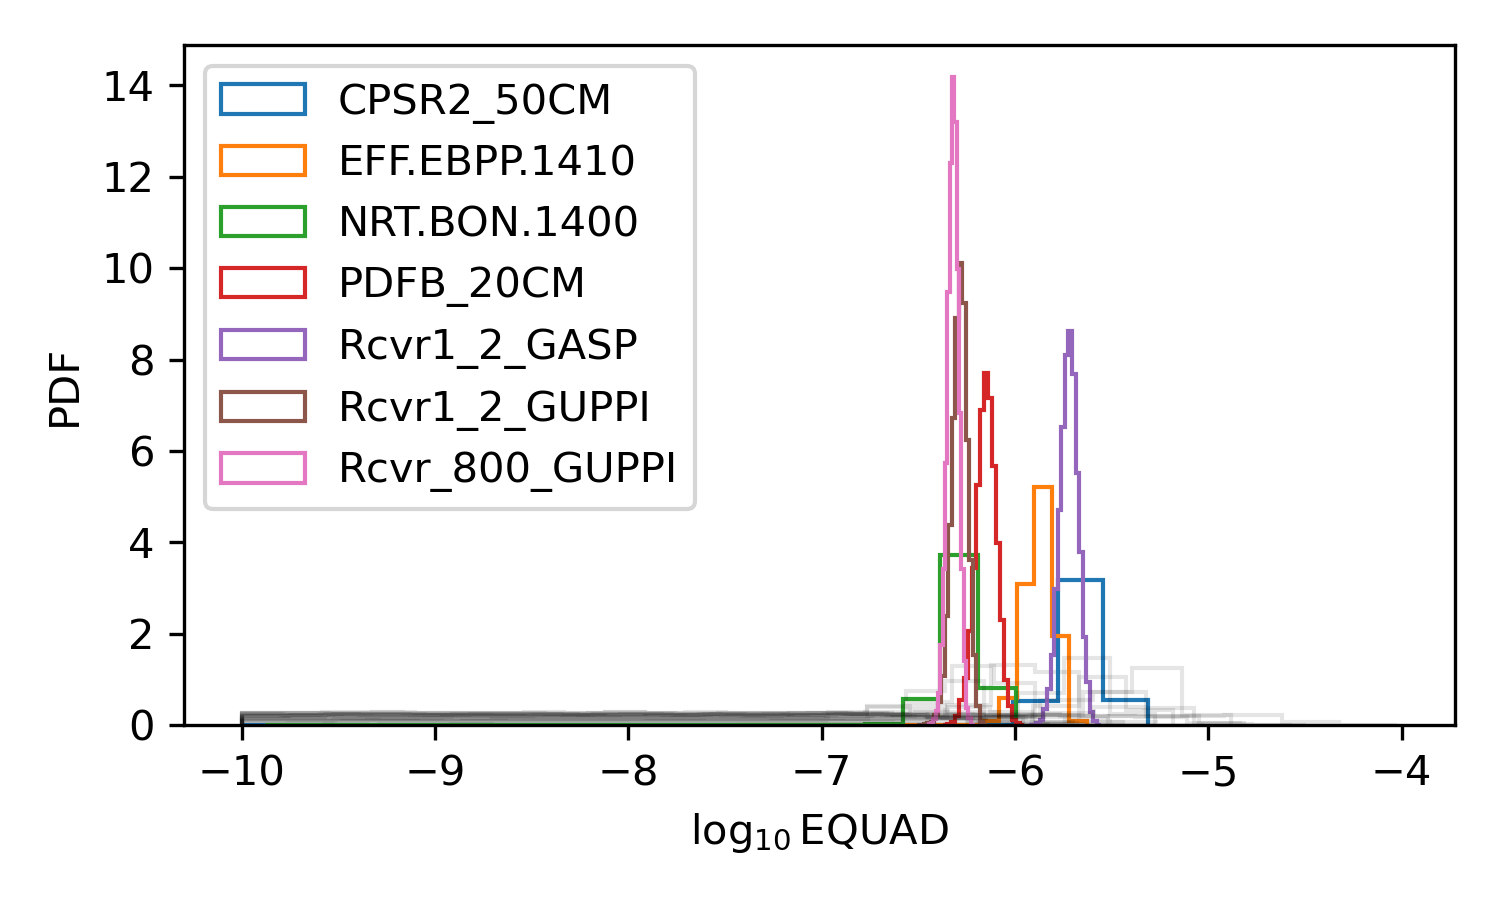 14
12
10
8
6
4
2
0
PDF
CPSR2_50CM
EFF.EBPP.1410
NRT.BON.1400
PDFB_20CM
Rcvr1_2_GASP
Rcvr1_2_GUPPI
Rcvr_800_GUPPI
−10 −9 −8 −7 −6 −5 −4
log₁₀ EQUAD